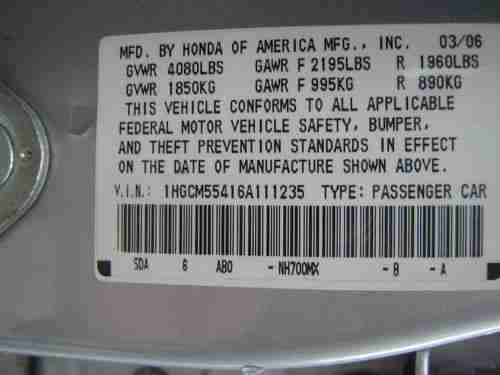 MFD. BY HONDA OF AMERICA MFG., INC. 03/06
GVWR 4080LBS GAWR F 2195LBS R 1960LBS
GVWR 1850KG GAWR F 995KG R 890KG
THIS VEHICLE CONFORMS TO ALL APPLICABLE
FEDERAL MOTOR VEHICLE SAFETY, BUMPER,
AND THEFT PREVENTION STANDARDS IN EFFECT
ON THE DATE OF MANUFACTURE SHOWN ABOVE.
V.I.N.: 1HGCM55416A111235 TYPE: PASSENGER CAR
SDA 6 AB0 -NH700MX -B -A